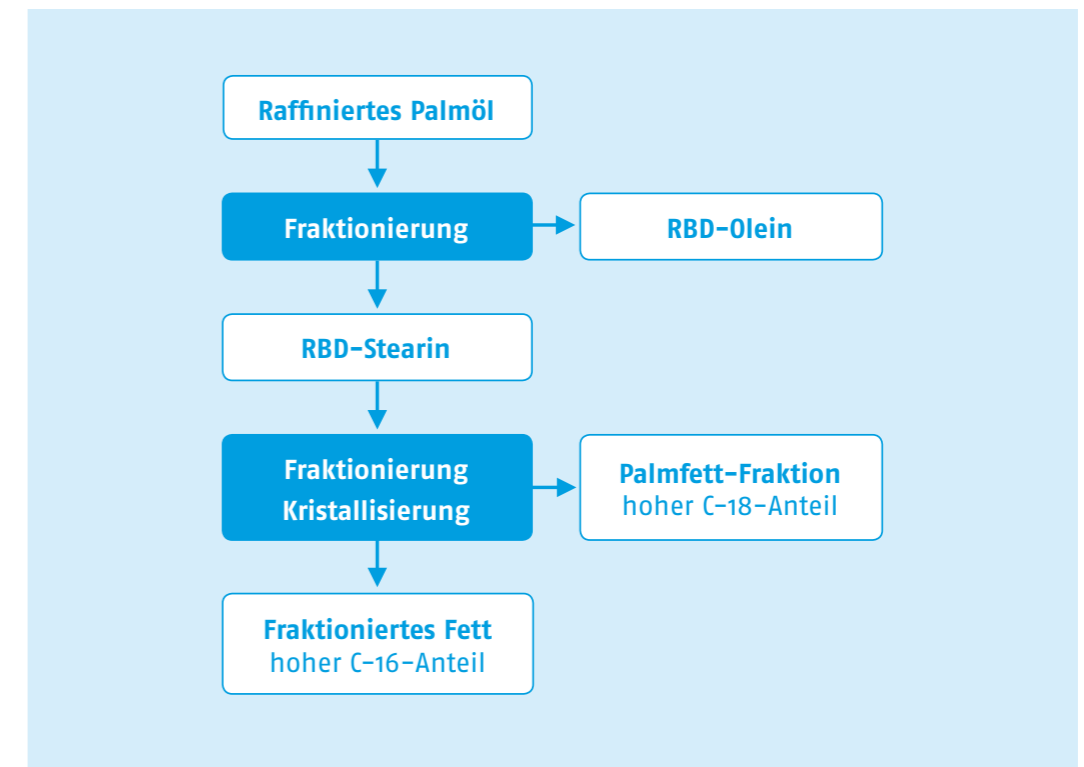 Raffiniertes Palmöl
Fraktionierung
RBD-Olein
RBD-Stearin
Fraktionierung
Kristallisierung
Palmfett-Fraktion
hoher C-18-Anteil
Fraktioniertes Fett
hoher C-16-Anteil